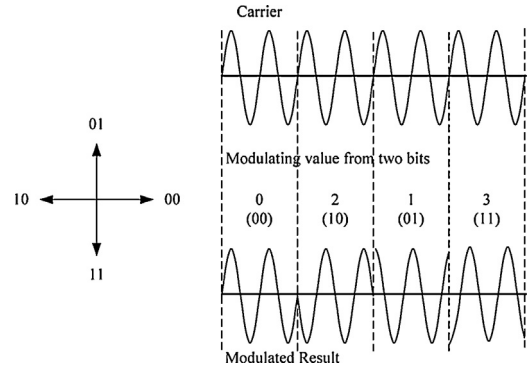 Carrier
01
10
00
11
Modulating value from two bits
0 2 1 3
(00) (10) (01) (11)
Modulated Result